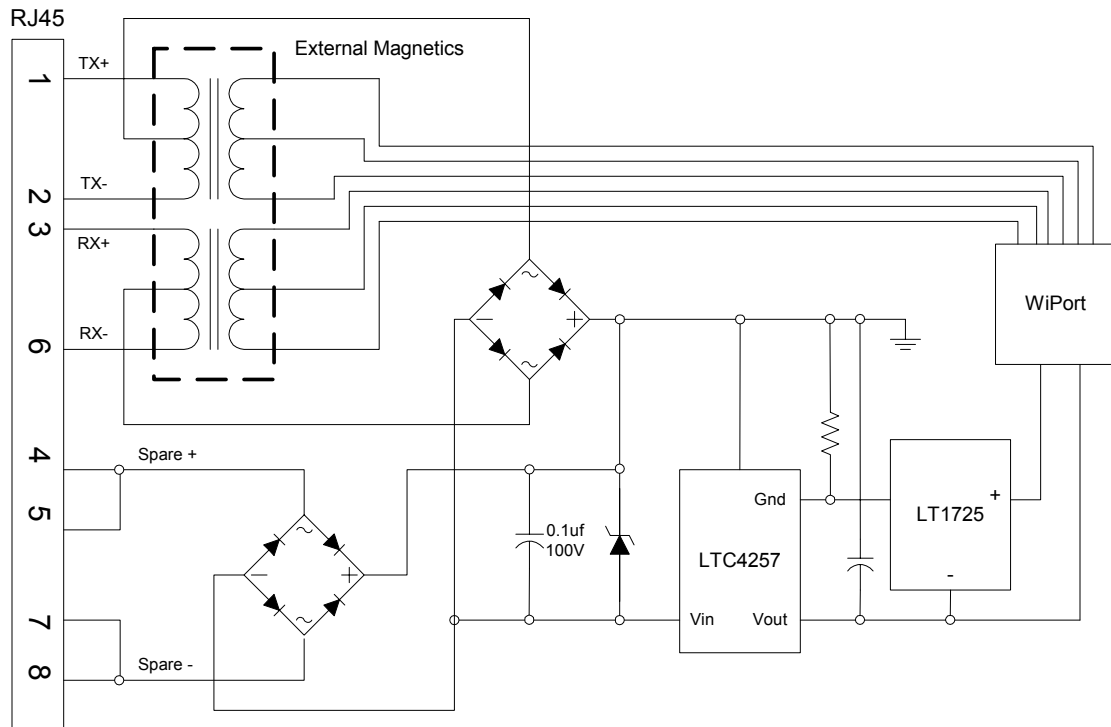 RJ45
External Magnetics
1
TX+
2
TX-
3
RX+
6
RX-
~
-
+
~
WiPort
4
Spare +
5
~
-
+
~
0.1uf
100V
Gnd
LTC4257
Vin
Vout
LT1725
+
-
7
8
Spare -